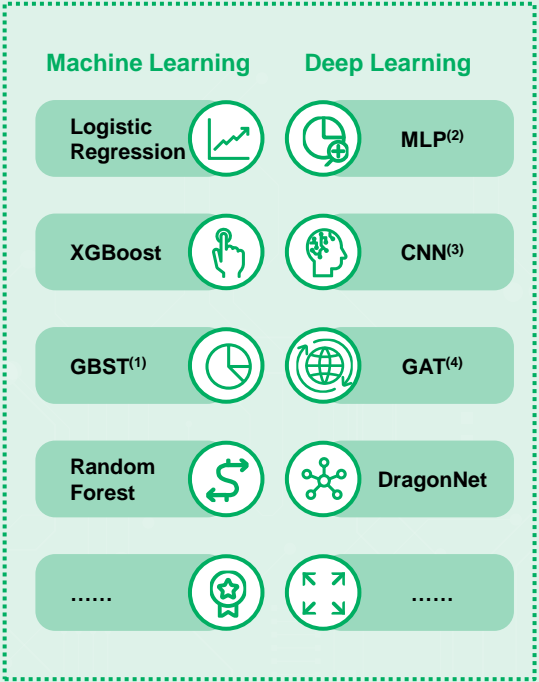 Machine Learning
Deep Learning
Logistic
Regression
MLP(2)
XGBoost
CNN(3)
GBST(1)
GAT(4)
Random
Forest
DragonNet
......
......